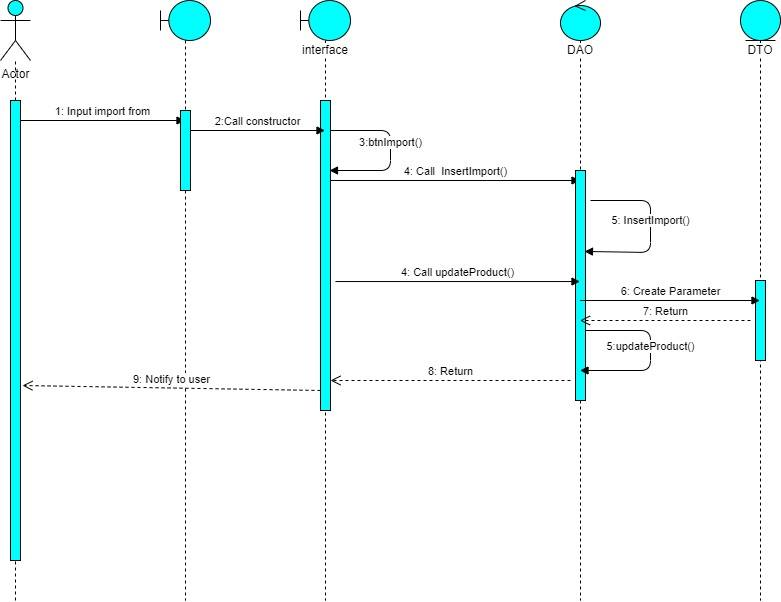 interface
DAO
DTO
Actor
1: Input import from
2:Call constructor
3:btnImport()
4: Call InsertImport()
5: InsertImport()
4: Call updateProduct()
6: Create Parameter
7: Return
5:updateProduct()
8: Return
9: Notify to user